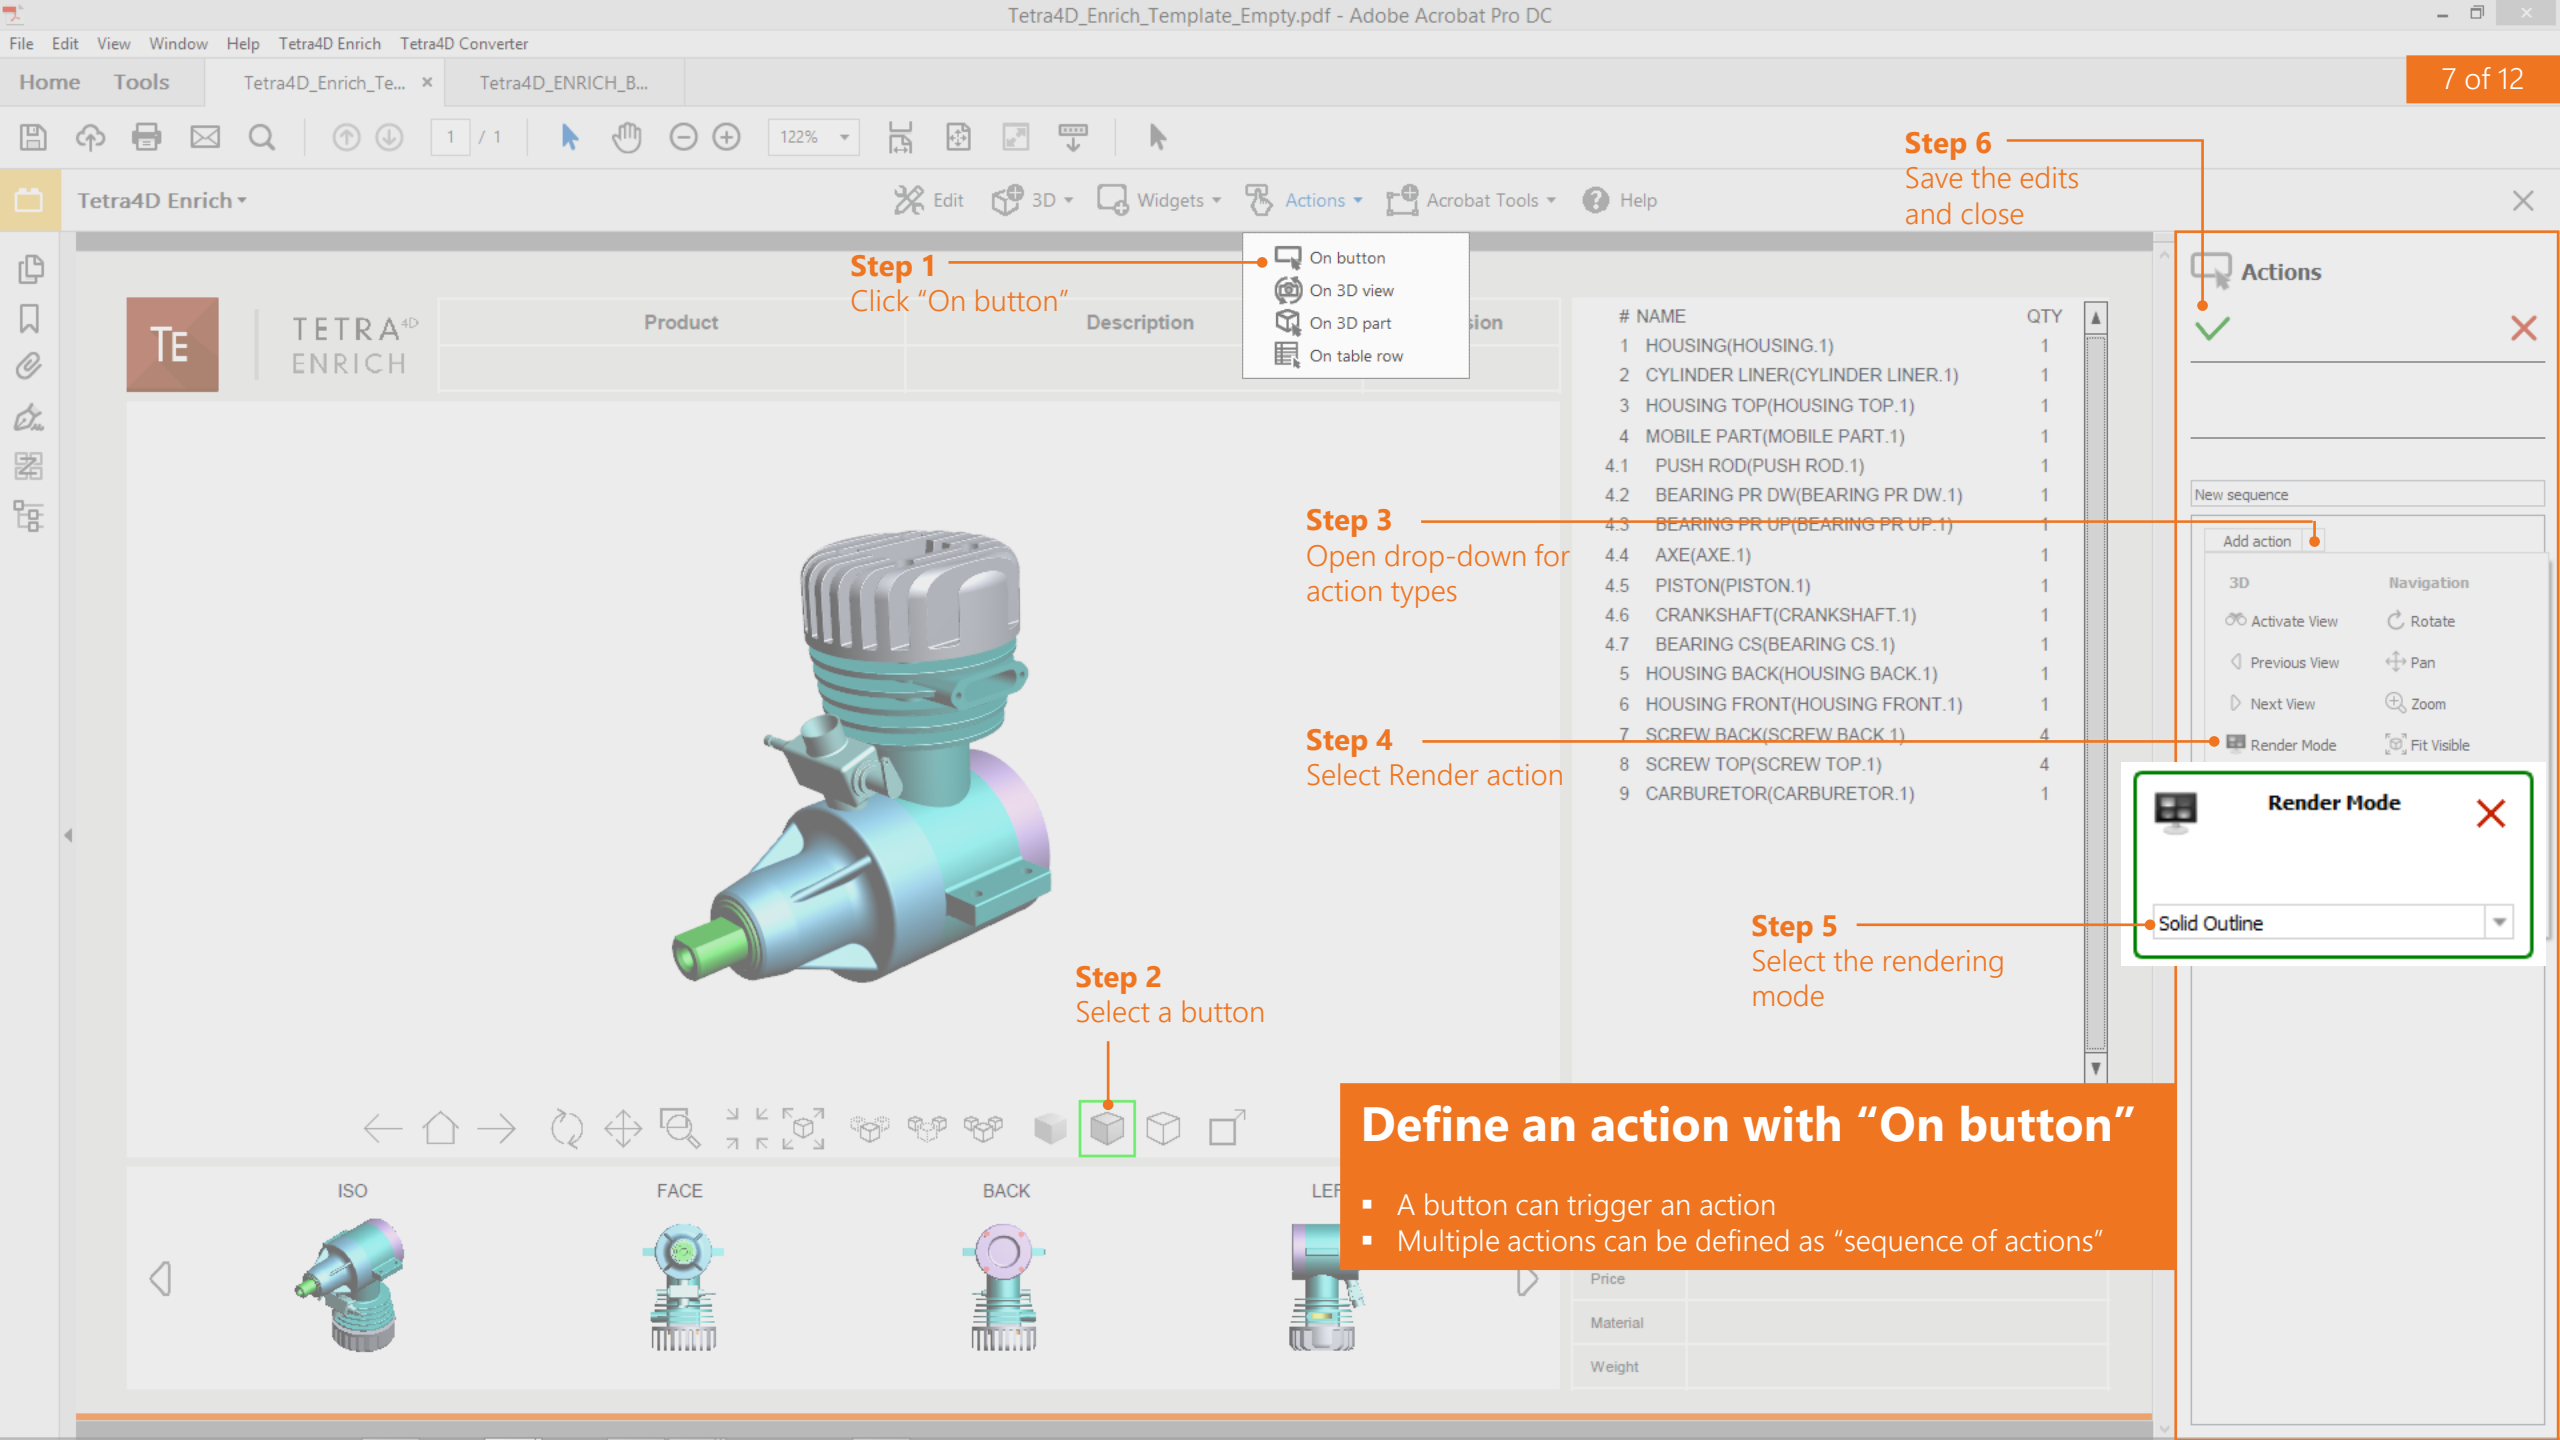 Tetra4D_Enrich_Template_Empty.pdf - Adobe Acrobat Pro DC
File Edit View Window Help Tetra4D Enrich Tetra4D Converter
Home Tools Tetra4D_Enrich_Te... × Tetra4D_ENRICH_B...
7 of 12
1 / 1 122%
Tetra4D Enrich
Edit 3D Widgets Actions Acrobat Tools Help
Step 6
Save the edits
and close
Step 1
Click “On button”
On button
On 3D view
On 3D part
On table row
TE
TETRA4D
ENRICH
Product Description sion
# NAME QTY
1 HOUSING(HOUSING.1) 1
2 CYLINDER LINER(CYLINDER LINER.1) 1
3 HOUSING TOP(HOUSING TOP.1) 1
4 MOBILE PART(MOBILE PART.1) 1
4.1 PUSH ROD(PUSH ROD.1) 1
4.2 BEARING PR DW(BEARING PR DW.1) 1
4.3 BEARING PR UP(BEARING PR UP.1) 1
4.4 AXE(AXE.1) 1
4.5 PISTON(PISTON.1) 1
4.6 CRANKSHAFT(CRANKSHAFT.1) 1
4.7 BEARING CS(BEARING CS.1) 1
5 HOUSING BACK(HOUSING BACK.1) 1
6 HOUSING FRONT(HOUSING FRONT.1) 1
7 SCREW BACK(SCREW BACK.1) 4
8 SCREW TOP(SCREW TOP.1) 4
9 CARBURETOR(CARBURETOR.1) 1
Step 3
Open drop-down for
action types
Step 4
Select Render action
Step 5
Select the rendering
mode
Step 2
Select a button
Actions
New sequence
Add action
3D Navigation
Activate View Rotate
Previous View Pan
Next View Zoom
Render Mode Fit Visible
Render Mode
Solid Outline
Define an action with “On button”
▪ A button can trigger an action
▪ Multiple actions can be defined as “sequence of actions”
ISO FACE BACK LEF
Price
Material
Weight